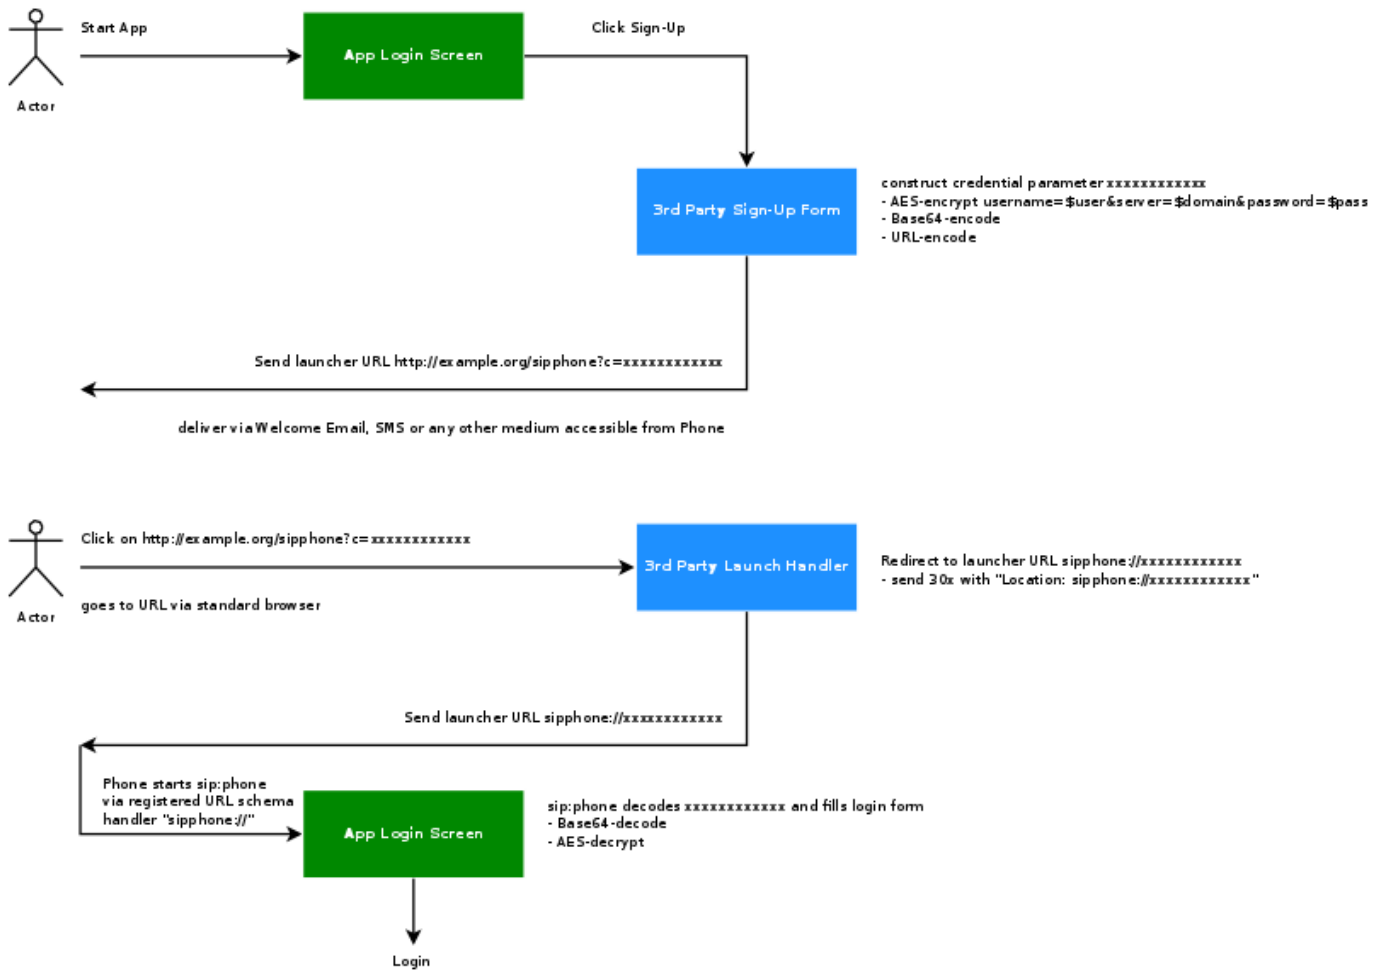 Start App
Click Sign-Up
App Login Screen
Actor
3rd Party Sign-Up Form
construct credential parameter xxxxxxxxxxxx
- AES-encrypt username=$user&server=$domain&password=$pass
- Base64-encode
- URL-encode
Send launcher URL http://example.org/sipphone?c=xxxxxxxxxxxx
deliver via Welcome Email, SMS or any other medium accessible from Phone
Click on http://example.org/sipphone?c=xxxxxxxxxxxx
goes to URL via standard browser
Actor
3rd Party Launch Handler
Redirect to launcher URL sipphone://xxxxxxxxxxxx
- send 30x with "Location: sipphone://xxxxxxxxxxxx"
Send launcher URL sipphone://xxxxxxxxxxxx
Phone starts sip:phone
via registered URL schema
handler "sipphone://"
App Login Screen
sip:phone decodes xxxxxxxxxxxx and fills login form
- Base64-decode
- AES-decrypt
Login